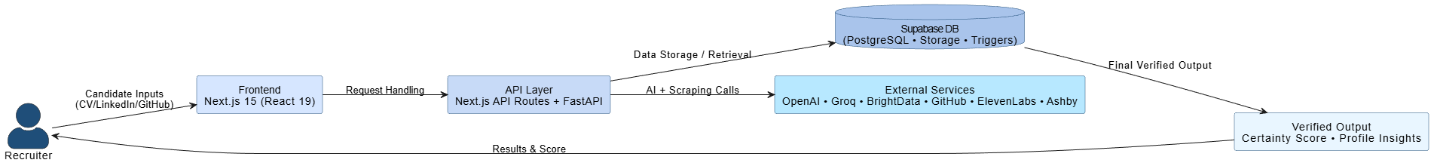 Supabase DB
(PostgreSQL • Storage • Triggers)
Data Storage / Retrieval
Final Verified Output
Candidate Inputs
(CV/LinkedIn/GitHub)
Frontend
Next.js 15 (React 19)
Request Handling
API Layer
Next.js API Routes + FastAPI
AI + Scraping Calls
External Services
OpenAI • Groq • BrightData • GitHub • ElevenLabs • Ashby
Verified Output
Certainty Score • Profile Insights
Results & Score
Recruiter